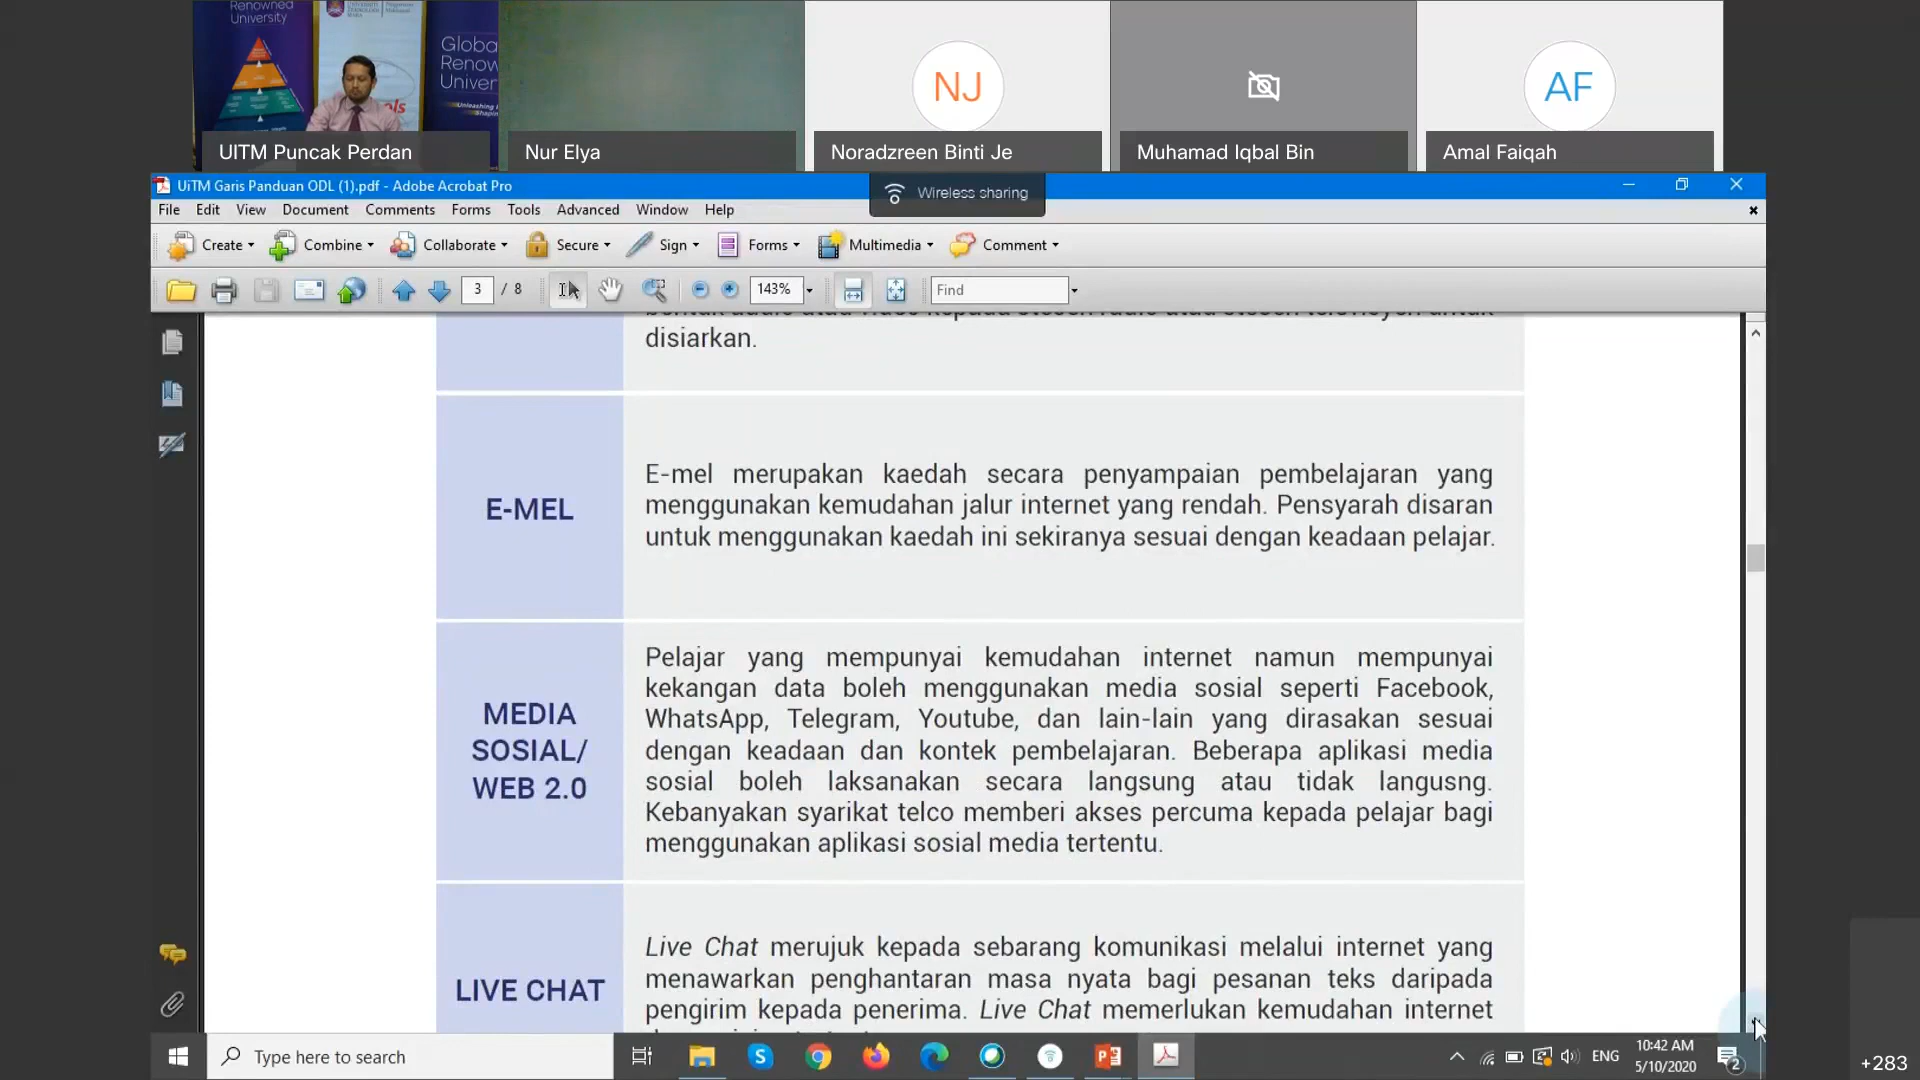 Renowned
University
Global
Renow
Univer
UITM Puncak Perdan
Nur Elya
NJ
Noradzreen Binti Je
Muhamad Iqbal Bin
AF
Amal Faiqah
UiTM Garis Panduan ODL (1).pdf - Adobe Acrobat Pro
Wireless sharing
File Edit View Document Comments Forms Tools Advanced Window Help
Create Combine Collaborate Secure Sign Forms Multimedia Comment
3 / 8 143% Find
disiarkan.
E-MEL
E-mel merupakan kaedah secara penyampaian pembelajaran yang
menggunakan kemudahan jalur internet yang rendah. Pensyarah disaran
untuk menggunakan kaedah ini sekiranya sesuai dengan keadaan pelajar.
MEDIA
SOSIAL/
WEB 2.0
Pelajar yang mempunyai kemudahan internet namun mempunyai
kekangan data boleh menggunakan media sosial seperti Facebook,
WhatsApp, Telegram, Youtube, dan lain-lain yang dirasakan sesuai
dengan keadaan dan kontek pembelajaran. Beberapa aplikasi media
sosial boleh laksanakan secara langsung atau tidak langusng.
Kebanyakan syarikat telco memberi akses percuma kepada pelajar bagi
menggunakan aplikasi sosial media tertentu.
LIVE CHAT
Live Chat merujuk kepada sebarang komunikasi melalui internet yang
menawarkan penghantaran masa nyata bagi pesanan teks daripada
pengirim kepada penerima. Live Chat memerlukan kemudahan internet
Type here to search
ENG
10:42 AM
5/10/2020
2
+283